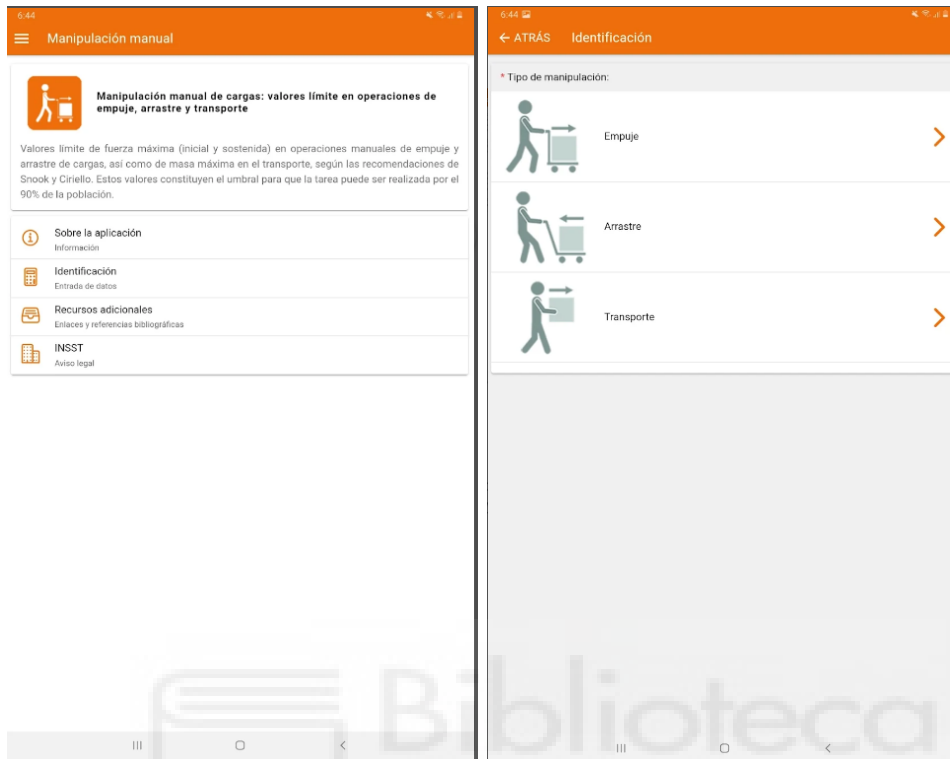 6:44
Manipulación manual
Manipulación manual de cargas: valores límite en operaciones de
empuje, arrastre y transporte
Valores límite de fuerza máxima (inicial y sostenida) en operaciones manuales de empuje y
arrastre de cargas, así como de masa máxima en el transporte, según las recomendaciones de
Snook y Ciriello. Estos valores constituyen el umbral para que la tarea puede ser realizada por el
90% de la población.
Sobre la aplicación
Información
Identificación
Entrada de datos
Recursos adicionales
Enlaces y referencias bibliográficas
INSST
Aviso legal
6:44
← ATRÁS Identificación
* Tipo de manipulación:
Empuje
Arrastre
Transporte
Biblioteca